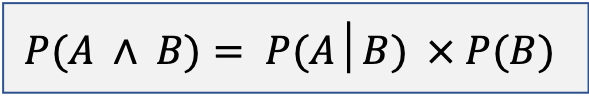 P(A ∧ B) = P(A|B) × P(B)